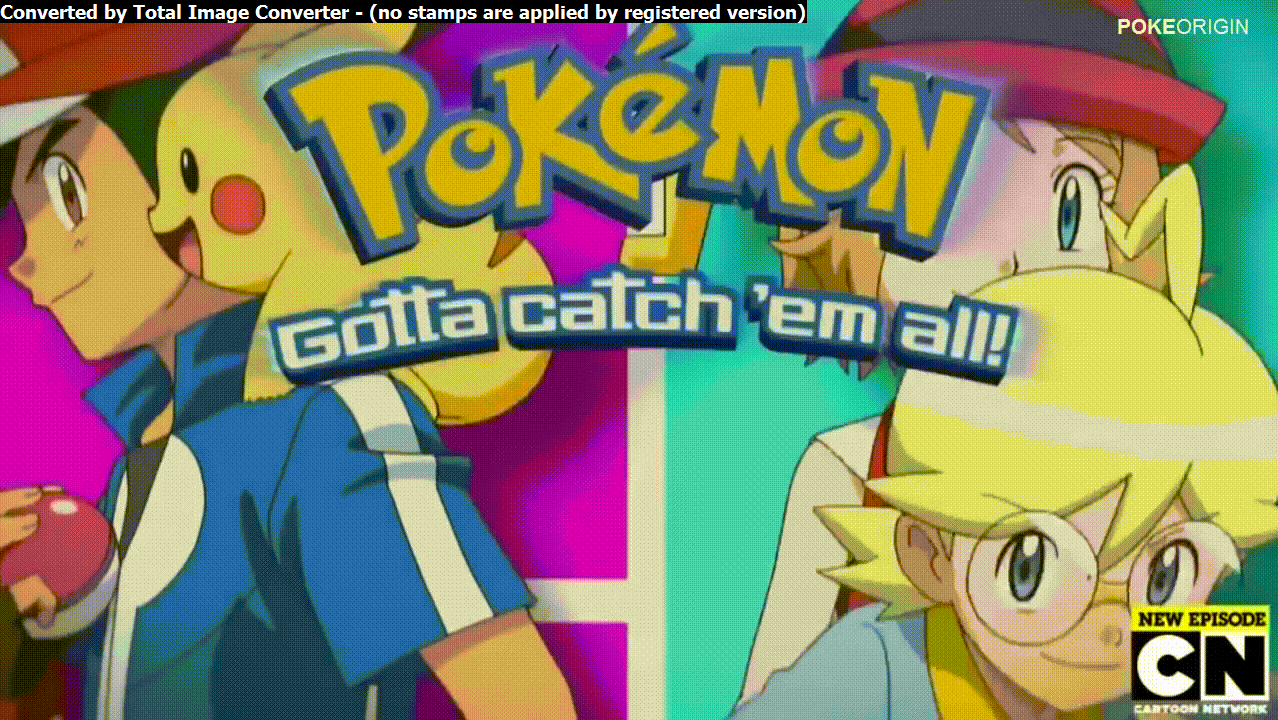 Converted by Total Image Converter - (no stamps are applied by registered version)
POKEORIGIN
POKéMON
Gotta catch 'em all!
NEW EPISODE
CN
CARTOON NETWORK